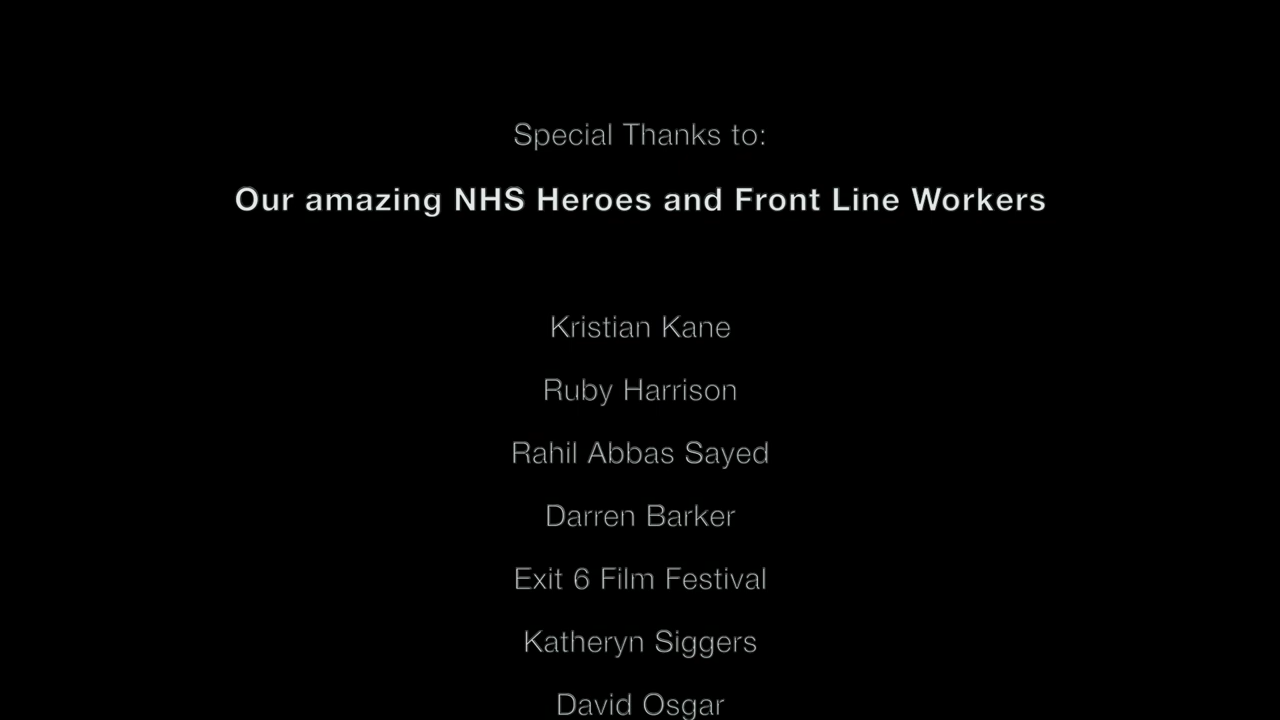 Special Thanks to:
Our amazing NHS Heroes and Front Line Workers
Kristian Kane
Ruby Harrison
Rahil Abbas Sayed
Darren Barker
Exit 6 Film Festival
Katheryn Siggers
David Osgar